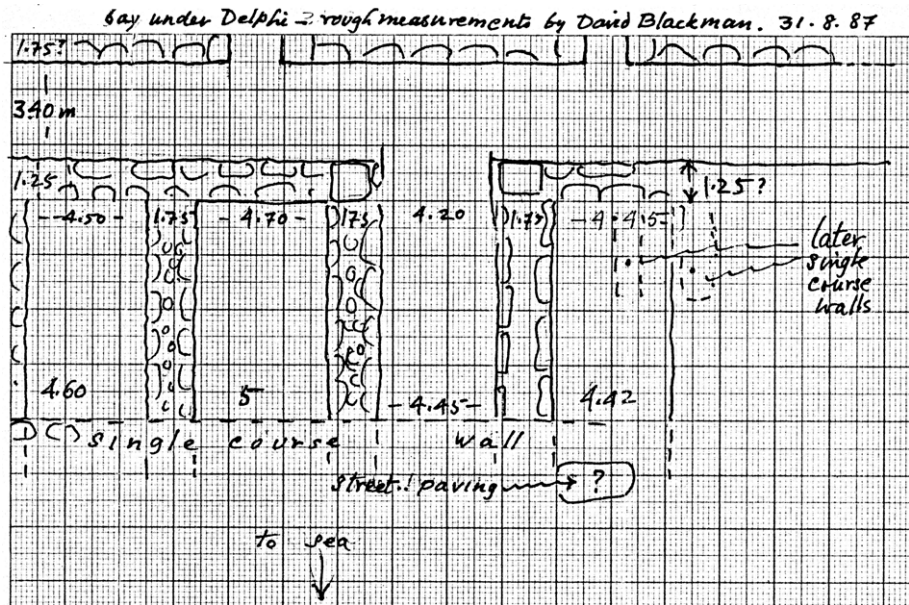 bay under Delphi – rough measurements by David Blackman. 31.8.87
1.75?
3.40 m
1.25
1.25?
4.50 1.75 4.70 1.75 4.20 1.75 4.45
later
single
course
walls
4.60 5 4.45 4.42
single course wall
street? paving ?
to sea